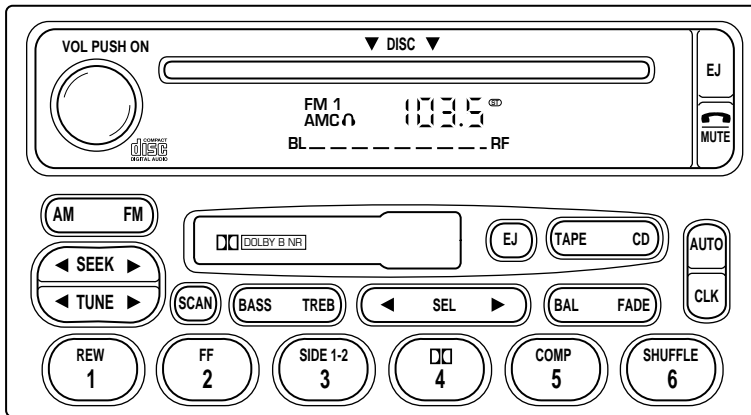 VOL PUSH ON
▼ DISC ▼
EJ
FM 1
103.5 ST
AMC
COMPACT
disc
DIGITAL AUDIO
BL RF
MUTE
AM FM
DOLBY B NR
EJ
TAPE CD
AUTO
◀ SEEK ▶
◀ TUNE ▶
SCAN
BASS TREB
◀ SEL ▶
BAL FADE
CLK
REW
1
FF
2
SIDE 1-2
3
4
COMP
5
SHUFFLE
6